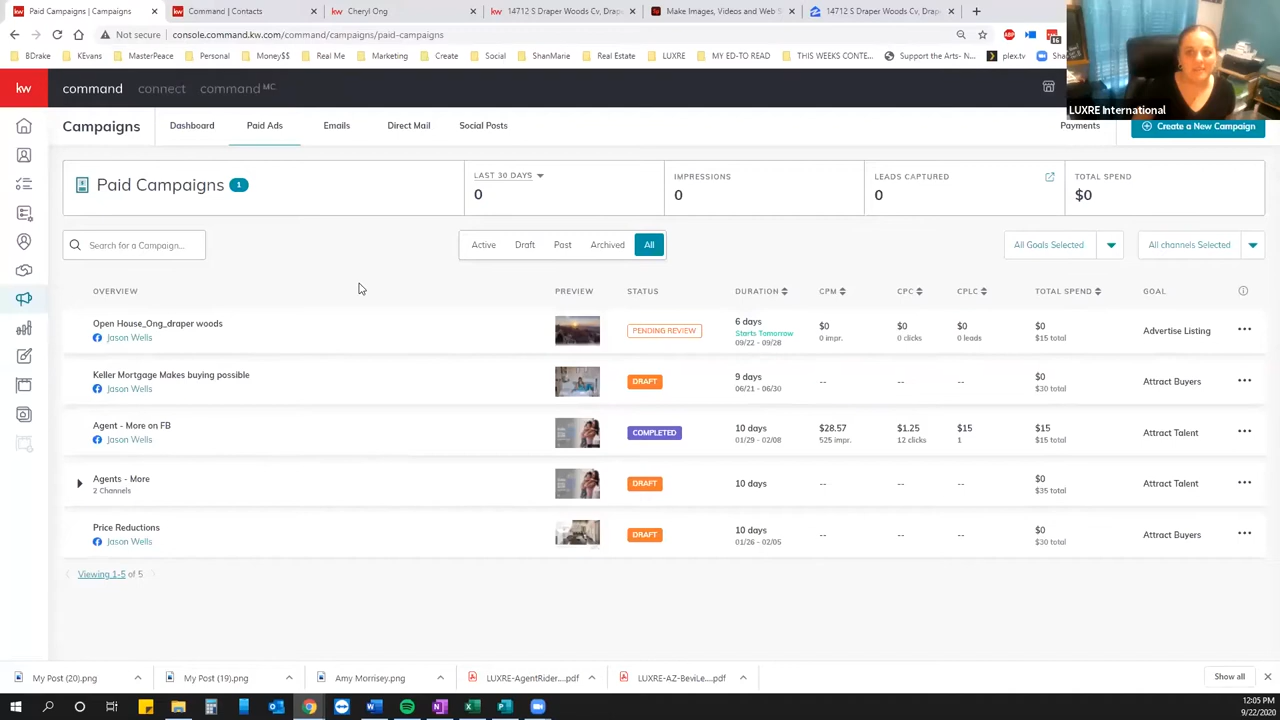 Paid Campaigns | Campaigns
Command | Contacts
kw Cheryl Ong
kw 14712 S Draper Woods Cv, Draper
Make Images, Videos and Web S
14712 S Draper Woods Cv, Draper
Not secure | console.command.kw.com/command/campaigns/paid-campaigns
BDrake KEvans MasterPeace Personal Money$$ Real Me Marketing Create Social ShanMarie Real Estate LUXRE MY ED-TO READ THIS WEEKS CONTE... Support the Arts- N... plex.tv
ABP
16
LUXRE International
kw command connect command MC
Campaigns Dashboard Paid Ads Emails Direct Mail Social Posts Payments Create a New Campaign
Paid Campaigns 1
LAST 30 DAYS
0
IMPRESSIONS
0
LEADS CAPTURED
0
TOTAL SPEND
$0
Search for a Campaign...
Active Draft Past Archived All
All Goals Selected
All channels Selected
OVERVIEW PREVIEW STATUS DURATION CPM CPC CPLC TOTAL SPEND GOAL
Open House_Ong_draper woods
Jason Wells
PENDING REVIEW
6 days
Starts Tomorrow
09/22 - 09/28
$0
0 impr.
$0
0 clicks
$0
0 leads
$0
$15 total
Advertise Listing
Keller Mortgage Makes buying possible
Jason Wells
DRAFT
9 days
06/21 - 06/30
--
--
--
$0
$30 total
Attract Buyers
Agent - More on FB
Jason Wells
COMPLETED
10 days
01/29 - 02/08
$28.57
525 impr.
$1.25
12 clicks
$15
1
$15
$15 total
Attract Talent
Agents - More
2 Channels
DRAFT
10 days
--
--
--
$0
$35 total
Attract Talent
Price Reductions
Jason Wells
DRAFT
10 days
01/26 - 02/05
--
--
--
$0
$30 total
Attract Buyers
Viewing 1-5 of 5
My Post (20).png
My Post (19).png
Amy Morrisey.png
LUXRE-AgentRider....pdf
LUXRE-AZ-BeviLe....pdf
Show all
12:05 PM
9/22/2020